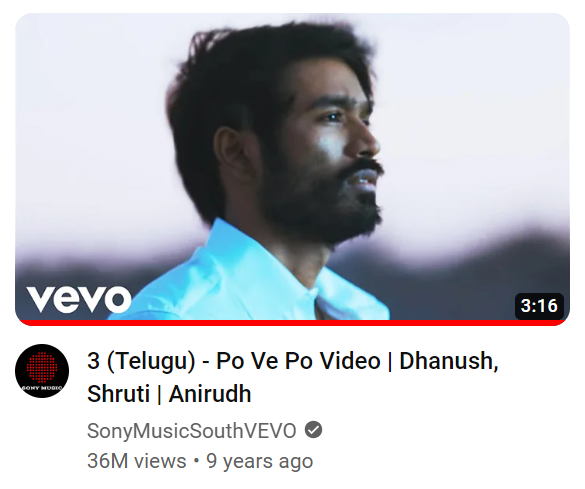 vevo
3:16
SONY MUSIC
3 (Telugu) - Po Ve Po Video | Dhanush,
Shruti | Anirudh
SonyMusicSouthVEVO
36M views • 9 years ago